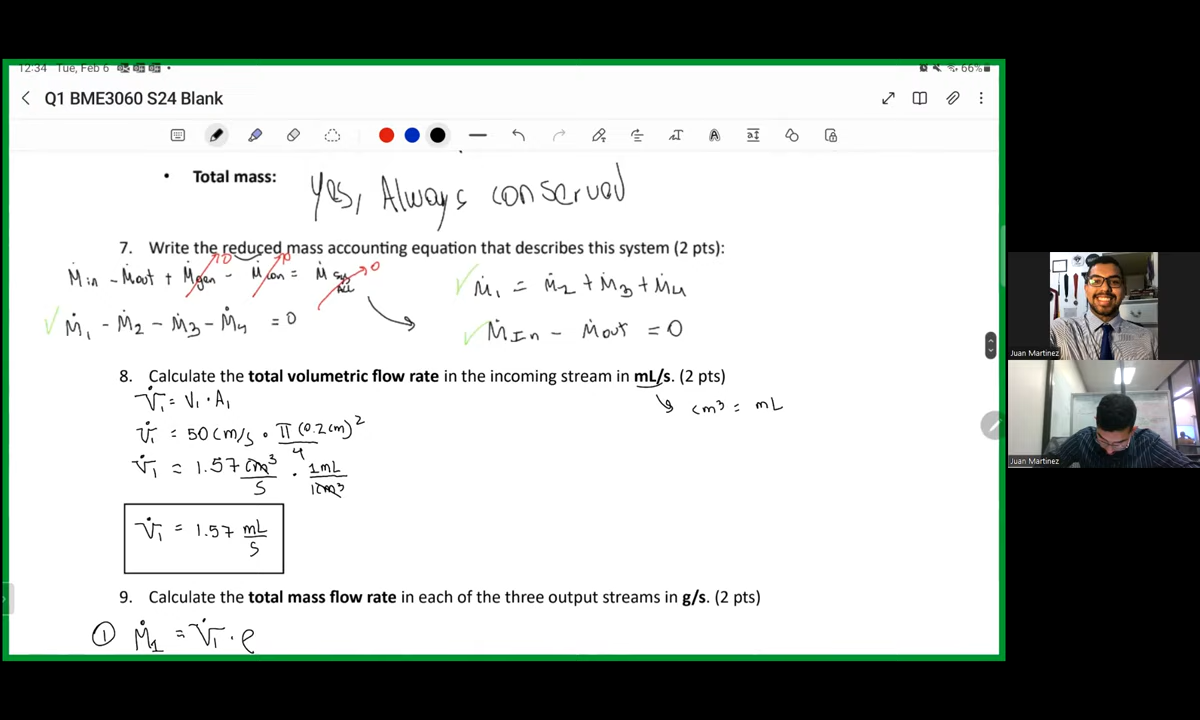 12:34 Tue, Feb 6
66%
Q1 BME3060 S24 Blank
• Total mass: Yes, Always conserved
7. Write the reduced mass accounting equation that describes this system (2 pts):
Ṁin - Ṁout + Ṁgen - Ṁcon = Ṁ sys Acc
0 0 0
✓ Ṁ1 - Ṁ2 - Ṁ3 - Ṁ4 = 0
✓ Ṁ1 = Ṁ2 + Ṁ3 + Ṁ4
✓ ṀIn - Ṁout = 0
8. Calculate the total volumetric flow rate in the incoming stream in mL/s. (2 pts)
V̇1 = V1 · A1
cm³ = mL
V̇1 = 50 cm/s · π(0.2cm)²/4
V̇1 = 1.57 cm³/s · 1mL/1cm³
V̇1 = 1.57 mL/s
9. Calculate the total mass flow rate in each of the three output streams in g/s. (2 pts)
① Ṁ1 = V̇1 · ρ
Juan Martinez
Juan Martinez